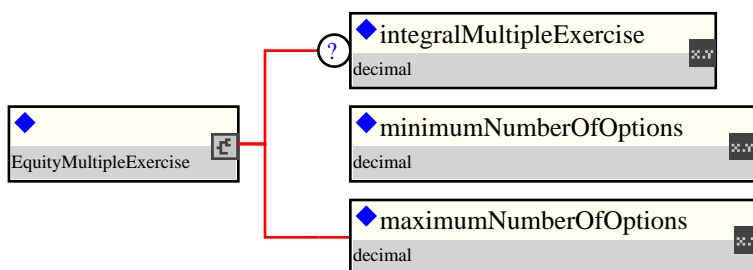 ?
integralMultipleExercise
x.y
decimal
EquityMultipleExercise
minimumNumberOfOptions
x.y
decimal
maximumNumberOfOptions
x.y
decimal